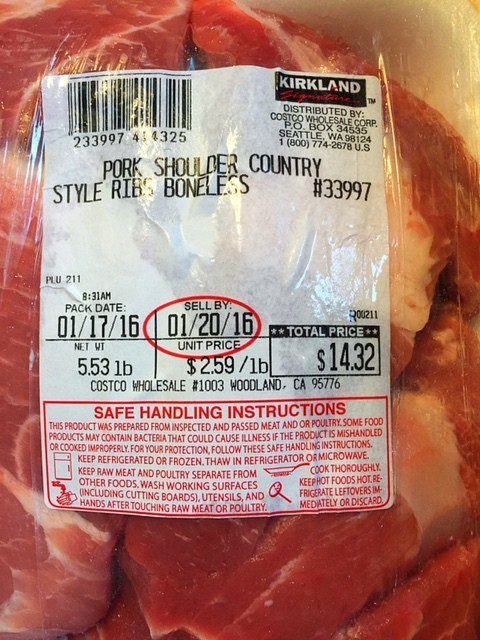 KIRKLAND
Signature™
DISTRIBUTED BY:
COSTCO WHOLESALE CORP.
P.O. BOX 34535
SEATTLE, WA 98124
1 (800) 774-2678 U.S
233997 414325
PORK SHOULDER COUNTRY
STYLE RIBS BONELESS #33997
PLU 211
8:31AM
PACK DATE: SELL BY: R00211
01/17/16 01/20/16 ** TOTAL PRICE **
NET WT UNIT PRICE
5.53 lb $2.59 /lb $14.32
COSTCO WHOLESALE #1003 WOODLAND, CA 95776
SAFE HANDLING INSTRUCTIONS
THIS PRODUCT WAS PREPARED FROM INSPECTED AND PASSED MEAT AND OR POULTRY. SOME FOOD
PRODUCTS MAY CONTAIN BACTERIA THAT COULD CAUSE ILLNESS IF THE PRODUCT IS MISHANDLED
OR COOKED IMPROPERLY. FOR YOUR PROTECTION, FOLLOW THESE SAFE HANDLING INSTRUCTIONS.
KEEP REFRIGERATED OR FROZEN. THAW IN REFRIGERATOR OR MICROWAVE.
KEEP RAW MEAT AND POULTRY SEPARATE FROM
OTHER FOODS. WASH WORKING SURFACES
(INCLUDING CUTTING BOARDS), UTENSILS, AND
HANDS AFTER TOUCHING RAW MEAT OR POULTRY.
COOK THOROUGHLY.
KEEP HOT FOODS HOT. RE-
FRIGERATE LEFTOVERS IM-
MEDIATELY OR DISCARD